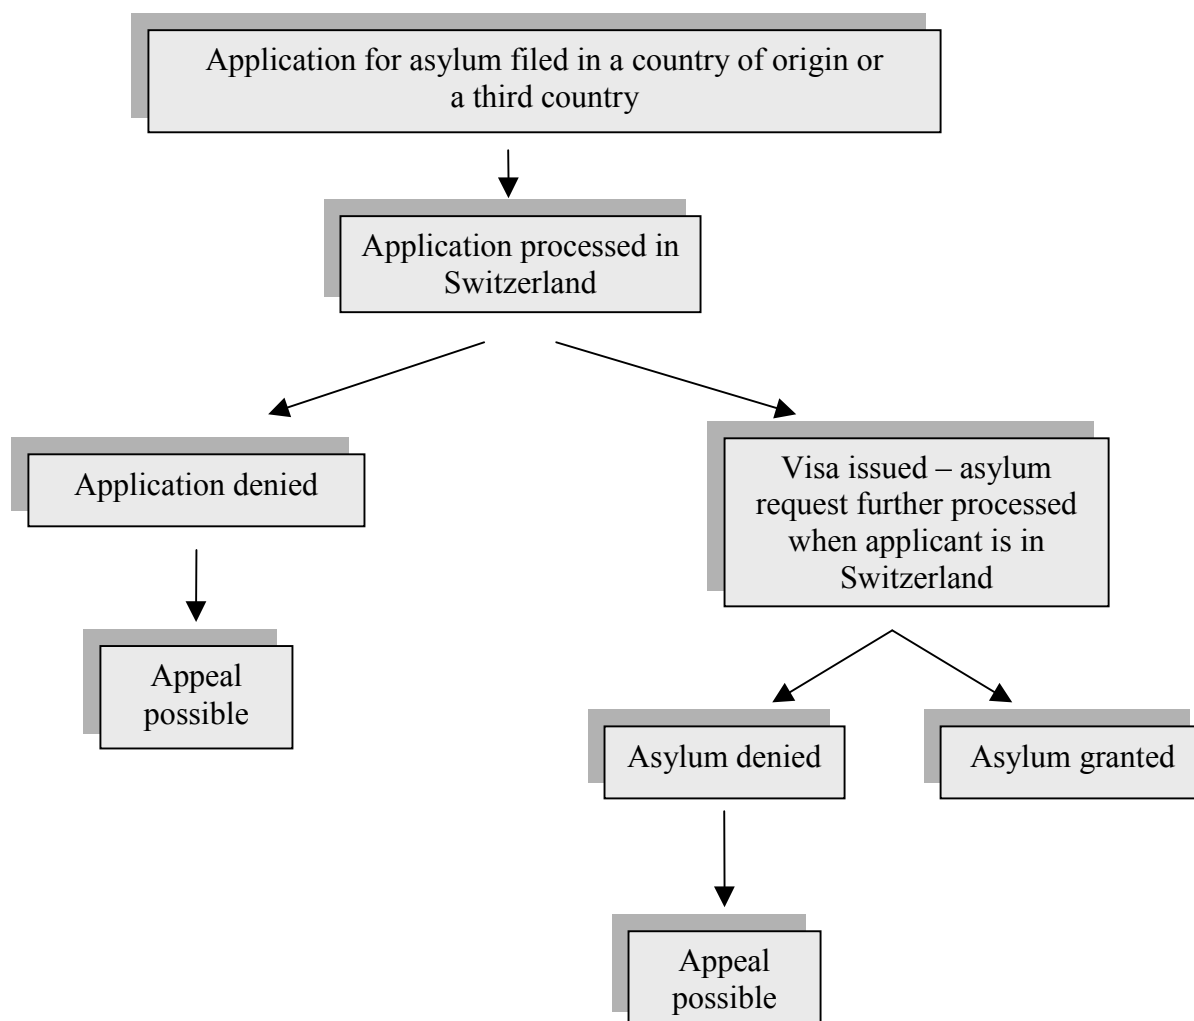 Application for asylum filed in a country of origin or
a third country
Application processed in
Switzerland
Application denied
Visa issued – asylum
request further processed
when applicant is in
Switzerland
Appeal
possible
Asylum denied
Asylum granted
Appeal
possible